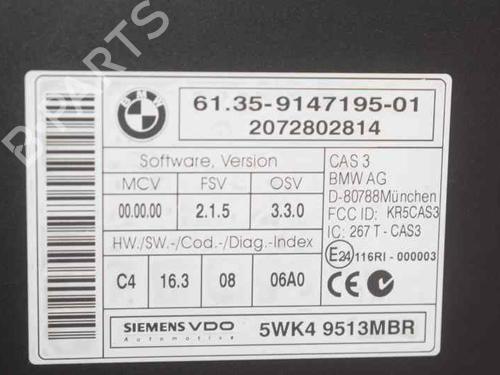 B-PARTS
BMW
61.35-9147195-01
2072802814
Software, Version
MCV FSV OSV
00.00.00 2.1.5 3.3.0
HW./SW.-/Cod.-/Diag.-Index
C4 16.3 08 06A0
CAS 3
BMW AG
D-80788München
FCC ID: KR5CAS3
IC: 267 T - CAS3
E24 116RI - 000003
SIEMENS VDO
Automotive
5WK4 9513MBR